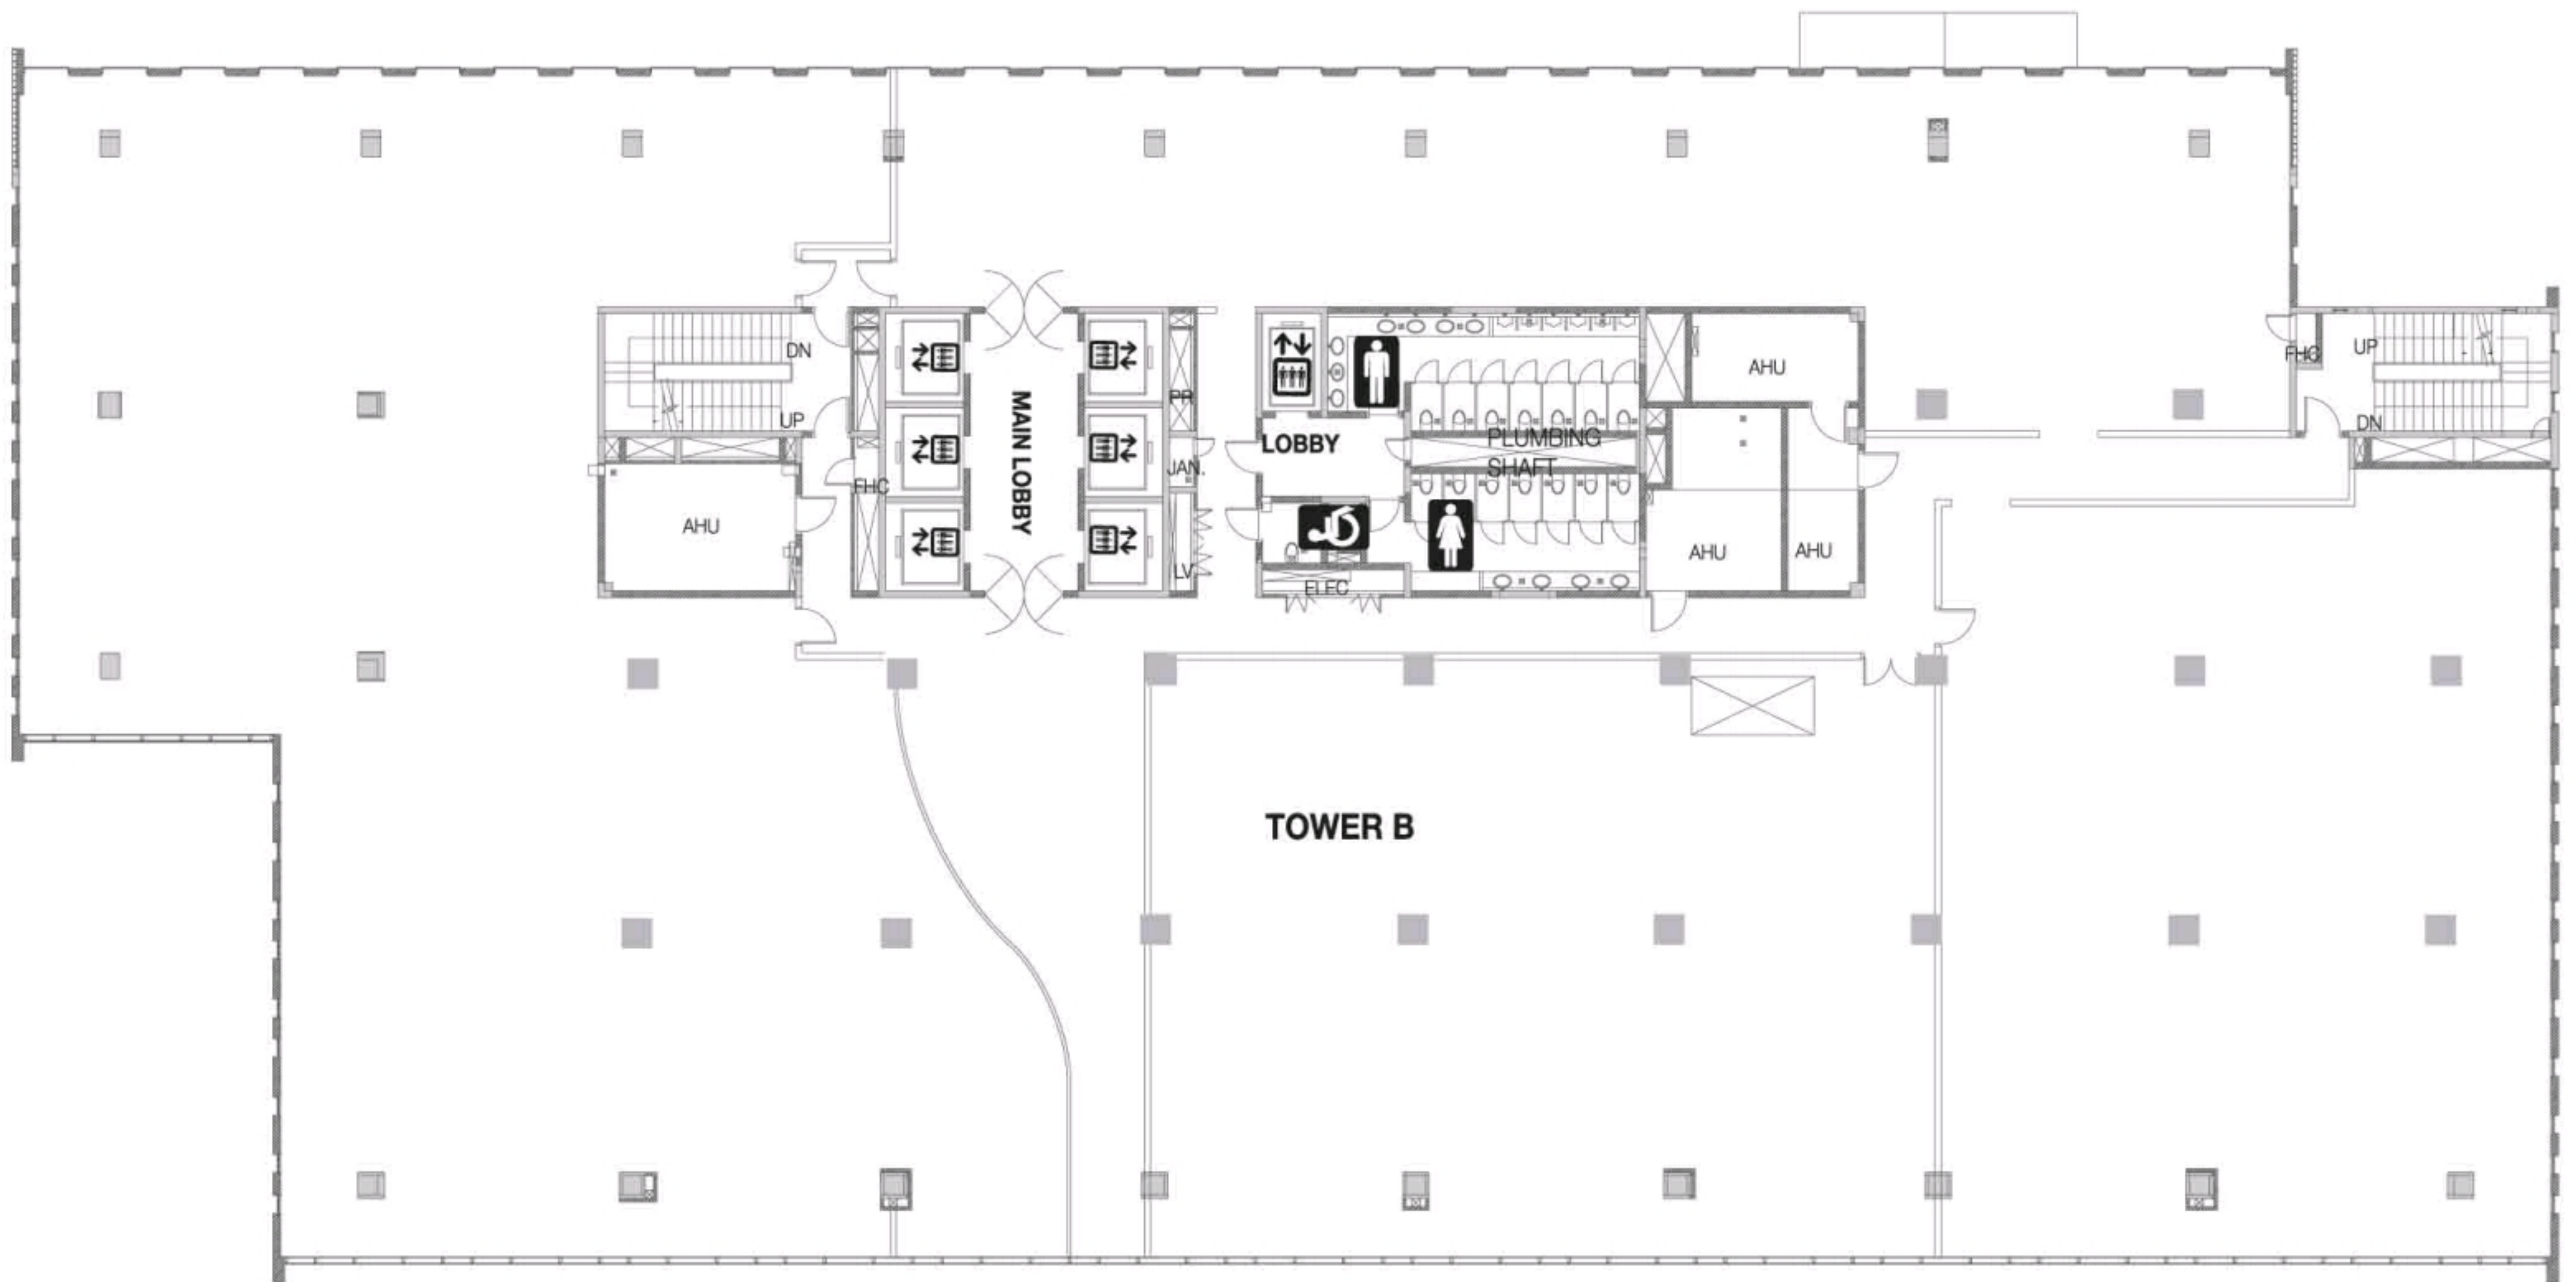 DN
UP
AHU
FHC
MAIN LOBBY
PR
JAN.
LV
LOBBY
ELEC
PLUMBING
SHAFT
AHU
AHU
AHU
FHC
UP
DN
TOWER B